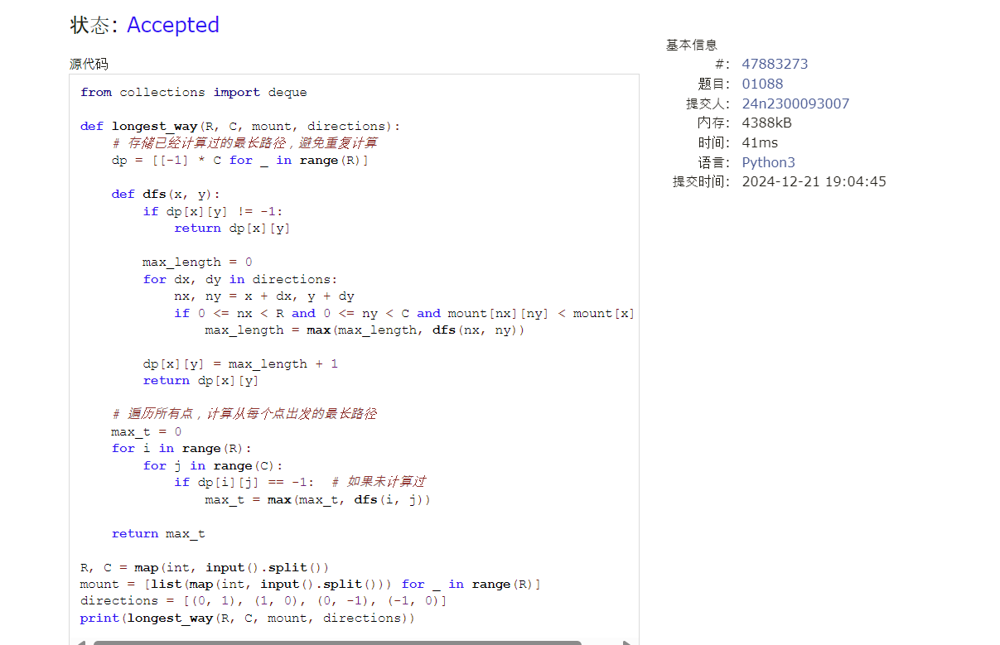 状态: Accepted
源代码
from collections import deque
def longest_way(R, C, mount, directions):
# 存储已经计算过的最长路径，避免重复计算
dp = [[-1] * C for _ in range(R)]
def dfs(x, y):
if dp[x][y] != -1:
return dp[x][y]
max_length = 0
for dx, dy in directions:
nx, ny = x + dx, y + dy
if 0 <= nx < R and 0 <= ny < C and mount[nx][ny] < mount[x]
max_length = max(max_length, dfs(nx, ny))
dp[x][y] = max_length + 1
return dp[x][y]
# 遍历所有点，计算从每个点出发的最长路径
max_t = 0
for i in range(R):
for j in range(C):
if dp[i][j] == -1:  # 如果未计算过
max_t = max(max_t, dfs(i, j))
return max_t
R, C = map(int, input().split())
mount = [list(map(int, input().split())) for _ in range(R)]
directions = [(0, 1), (1, 0), (0, -1), (-1, 0)]
print(longest_way(R, C, mount, directions))
基本信息
#: 47883273
题目: 01088
提交人: 24n2300093007
内存: 4388kB
时间: 41ms
语言: Python3
提交时间: 2024-12-21 19:04:45